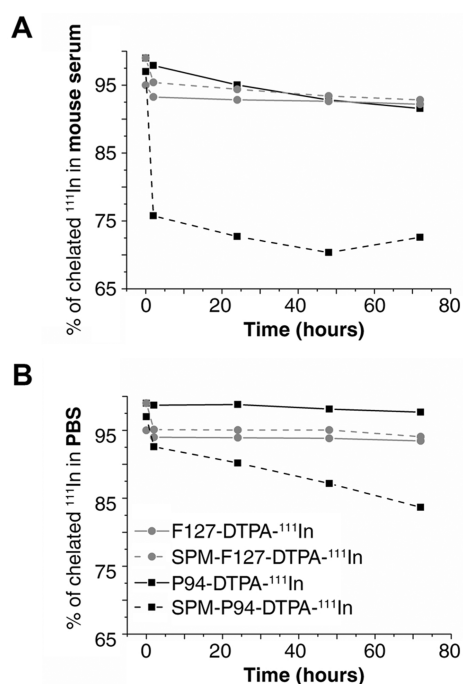 A
% of chelated ¹¹¹In in mouse serum
95
85
75
65
0 20 40 60 80
Time (hours)
B
% of chelated ¹¹¹In in PBS
95
85
75
65
F127-DTPA-¹¹¹In
SPM-F127-DTPA-¹¹¹In
P94-DTPA-¹¹¹In
SPM-P94-DTPA-¹¹¹In
0 20 40 60 80
Time (hours)